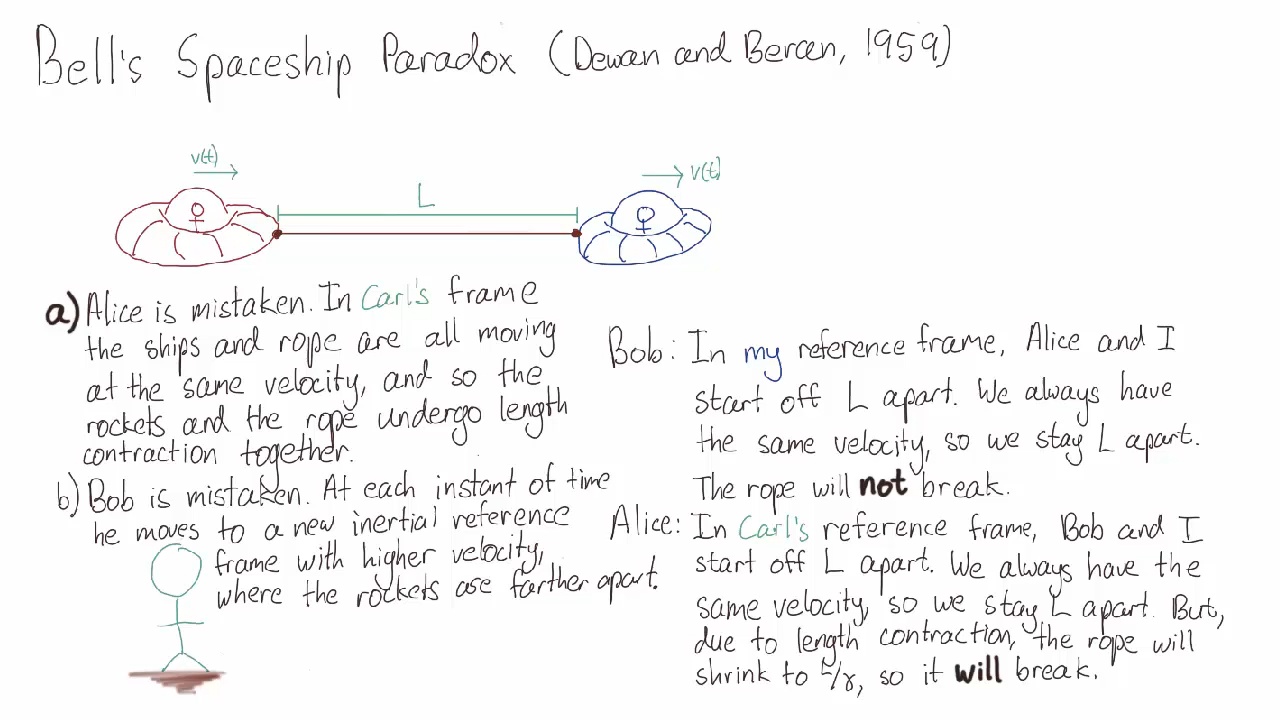 Bell's Spaceship Paradox (Dewan and Beran, 1959)
v(t)
v(t)
L
a) Alice is mistaken. In Carl's frame
the ships and rope are all moving
at the same velocity, and so the
rockets and the rope undergo length
contraction together.
b) Bob is mistaken. At each instant of time
he moves to a new inertial reference
frame with higher velocity,
where the rockets are farther apart.
Bob: In my reference frame, Alice and I
start off L apart. We always have
the same velocity, so we stay L apart.
The rope will not break.
Alice: In Carl's reference frame, Bob and I
start off L apart. We always have the
same velocity, so we stay L apart. But,
due to length contraction, the rope will
shrink to L/γ, so it will break.